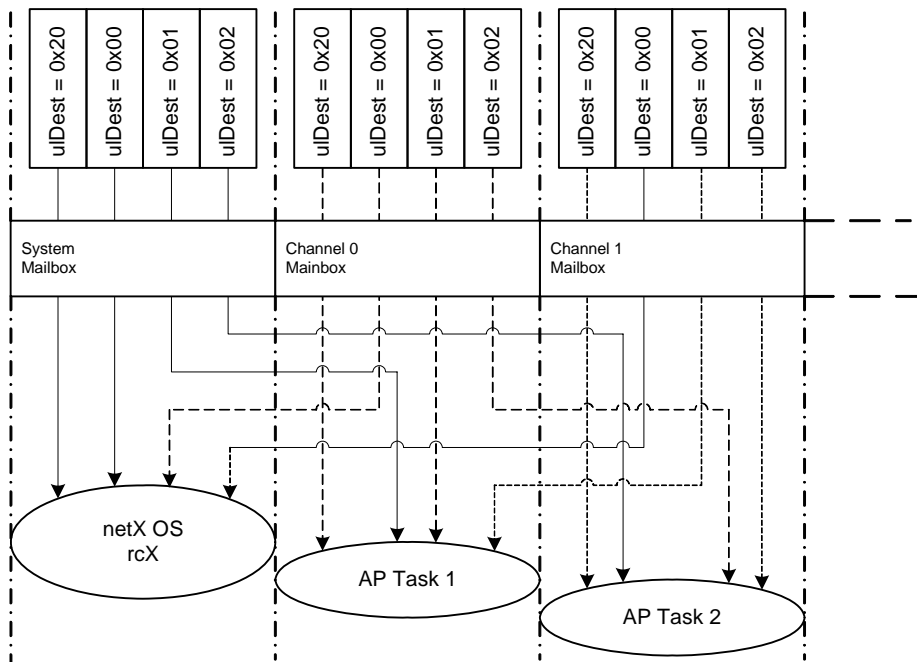 ulDest = 0x20
ulDest = 0x00
ulDest = 0x01
ulDest = 0x02
ulDest = 0x20
ulDest = 0x00
ulDest = 0x01
ulDest = 0x02
ulDest = 0x20
ulDest = 0x00
ulDest = 0x01
ulDest = 0x02
System
Mailbox
Channel 0
Mainbox
Channel 1
Mailbox
netX OS
rcX
AP Task 1
AP Task 2